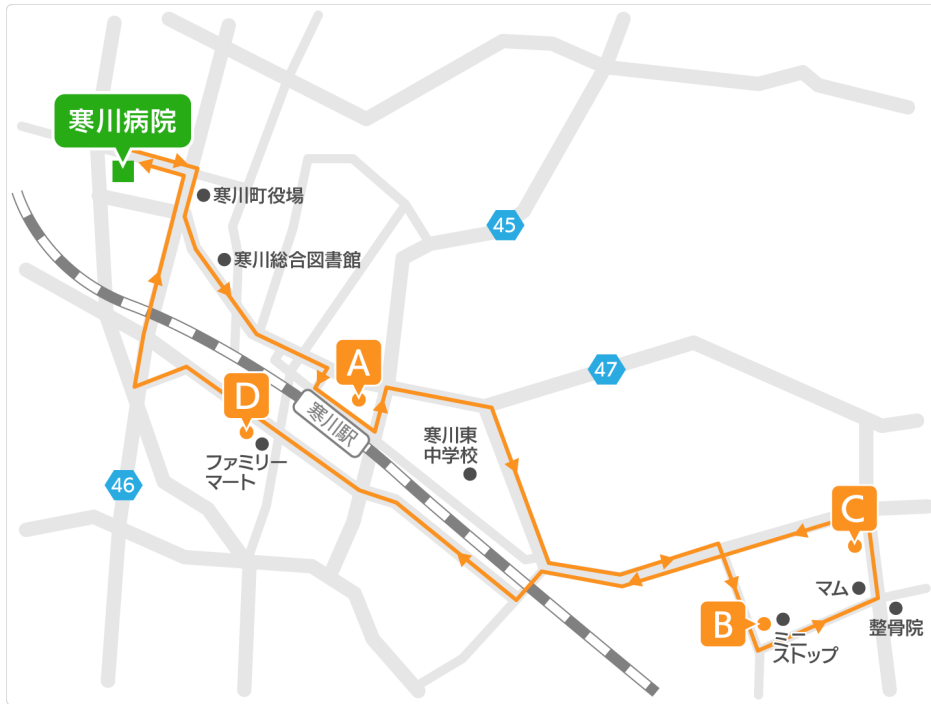 寒川病院
寒川町役場
45
寒川総合図書館
A
47
D
寒川駅
寒川東
中学校
ファミリー
マート
46
C
マム
B
ミニ
ストップ
整骨院